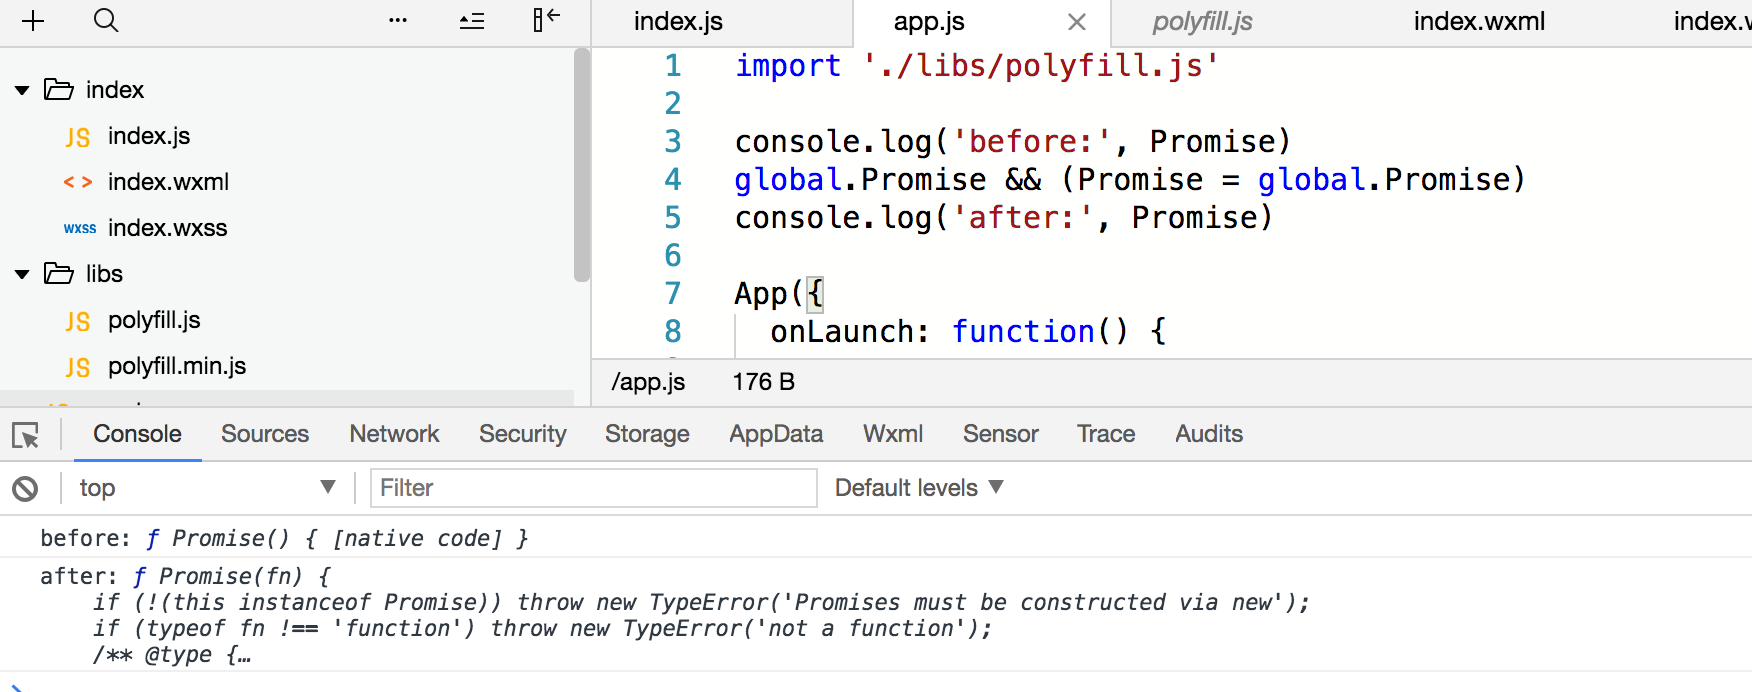 index.js app.js polyfill.js index.wxml
index
index.js
index.wxml
wxss index.wxss
libs
JS polyfill.js
JS polyfill.min.js
JS index.js
1 import './libs/polyfill.js'
2
3 console.log('before:', Promise)
4 global.Promise && (Promise = global.Promise)
5 console.log('after:', Promise)
6
7 App({
8 onLaunch: function() {
/app.js 176 B
Console Sources Network Security Storage AppData Wxml Sensor Trace Audits
top Filter Default levels
before: ƒ Promise() { [native code] }
after: ƒ Promise(fn) {
if (!(this instanceof Promise)) throw new TypeError('Promises must be constructed via new');
if (typeof fn !== 'function') throw new TypeError('not a function');
/** @type {…